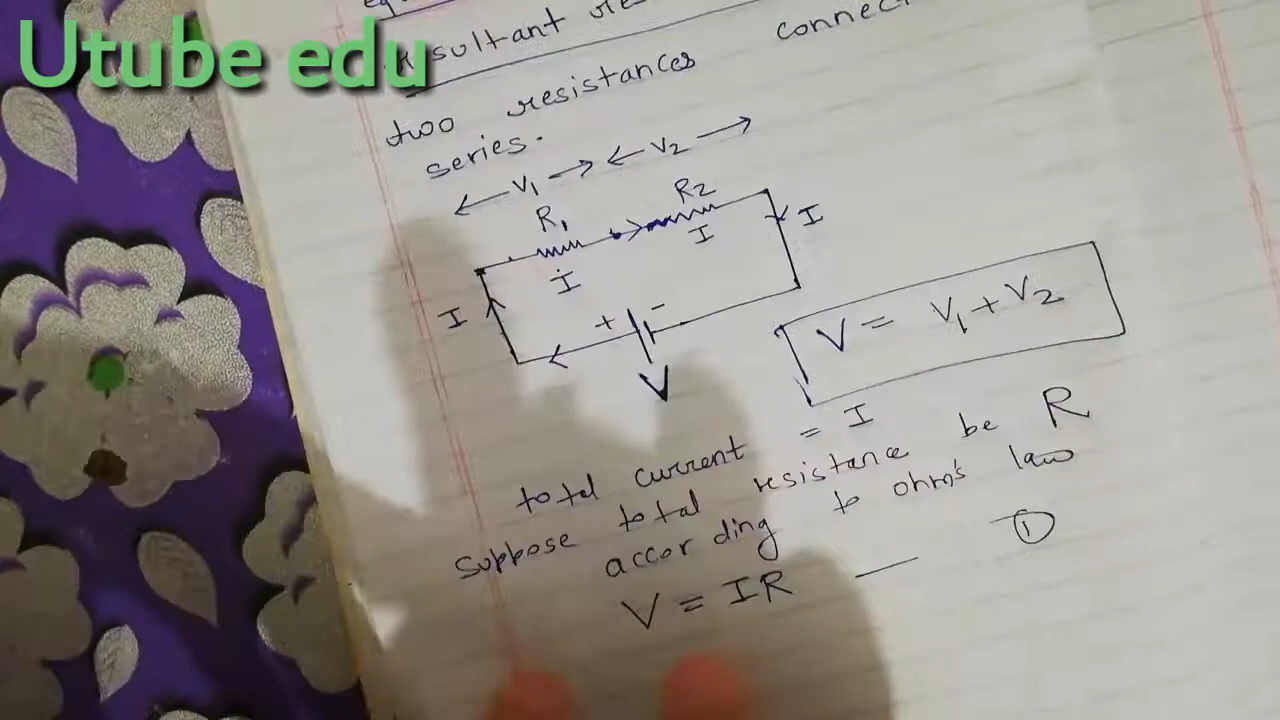 Utube edu
two resistances connec
series.
V1 V2
R1 R2
I I I
I + -
V
V = V1 + V2
total current = I
suppose total resistance be R
according to ohm's law
V = IR — ①